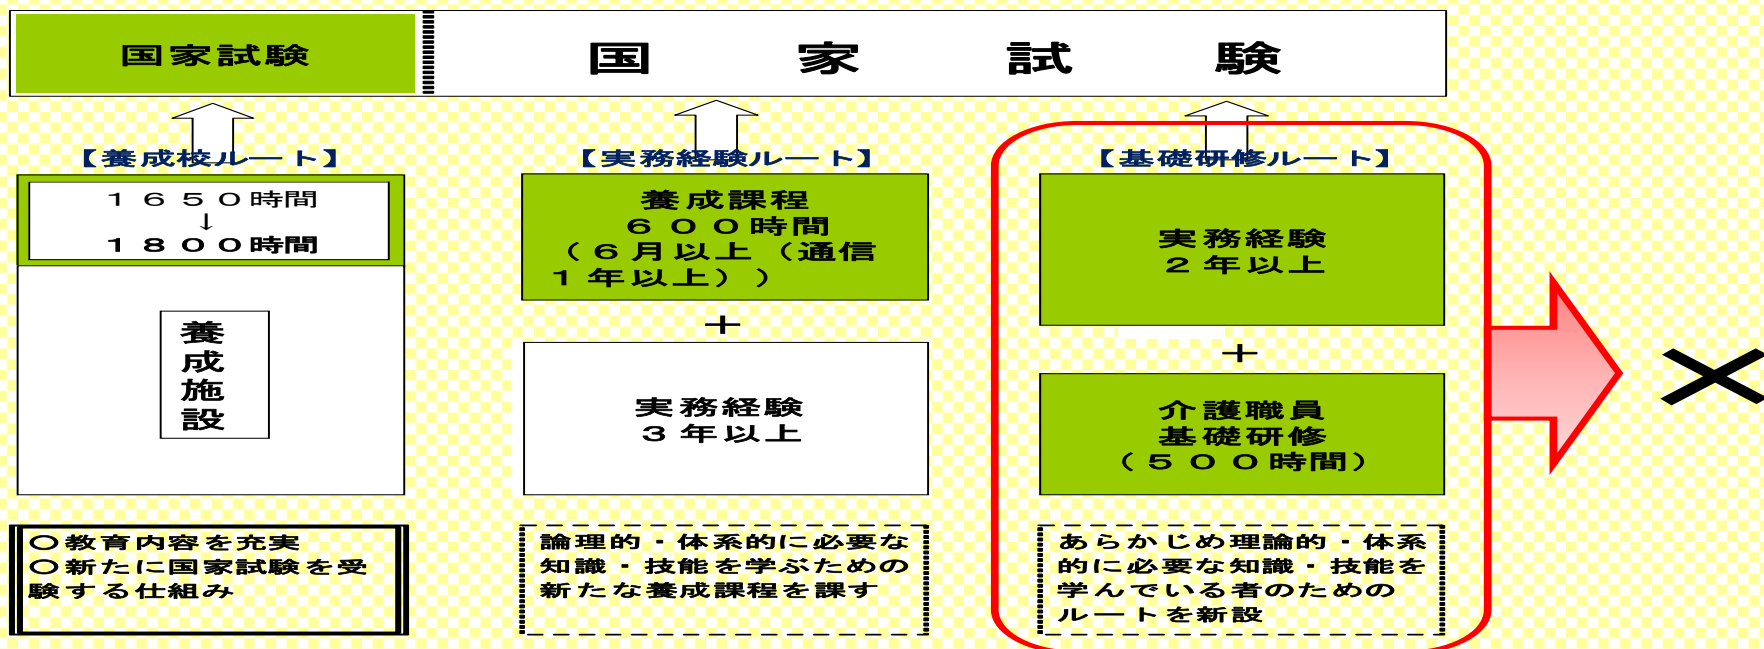 国家試験
国家試験
【養成校ルート】
１６５０時間
↓
１８００時間
養
成
施
設
○教育内容を充実
○新たに国家試験を受
験する仕組み
【実務経験ルート】
養成課程
６００時間
（６月以上（通信
１年以上））
＋
実務経験
３年以上
論理的・体系的に必要な
知識・技能を学ぶための
新たな養成課程を課す
【基礎研修ルート】
実務経験
２年以上
＋
介護職員
基礎研修
（５００時間）
あらかじめ理論的・体系
的に必要な知識・技能を
学んでいる者のための
ルートを新設
×